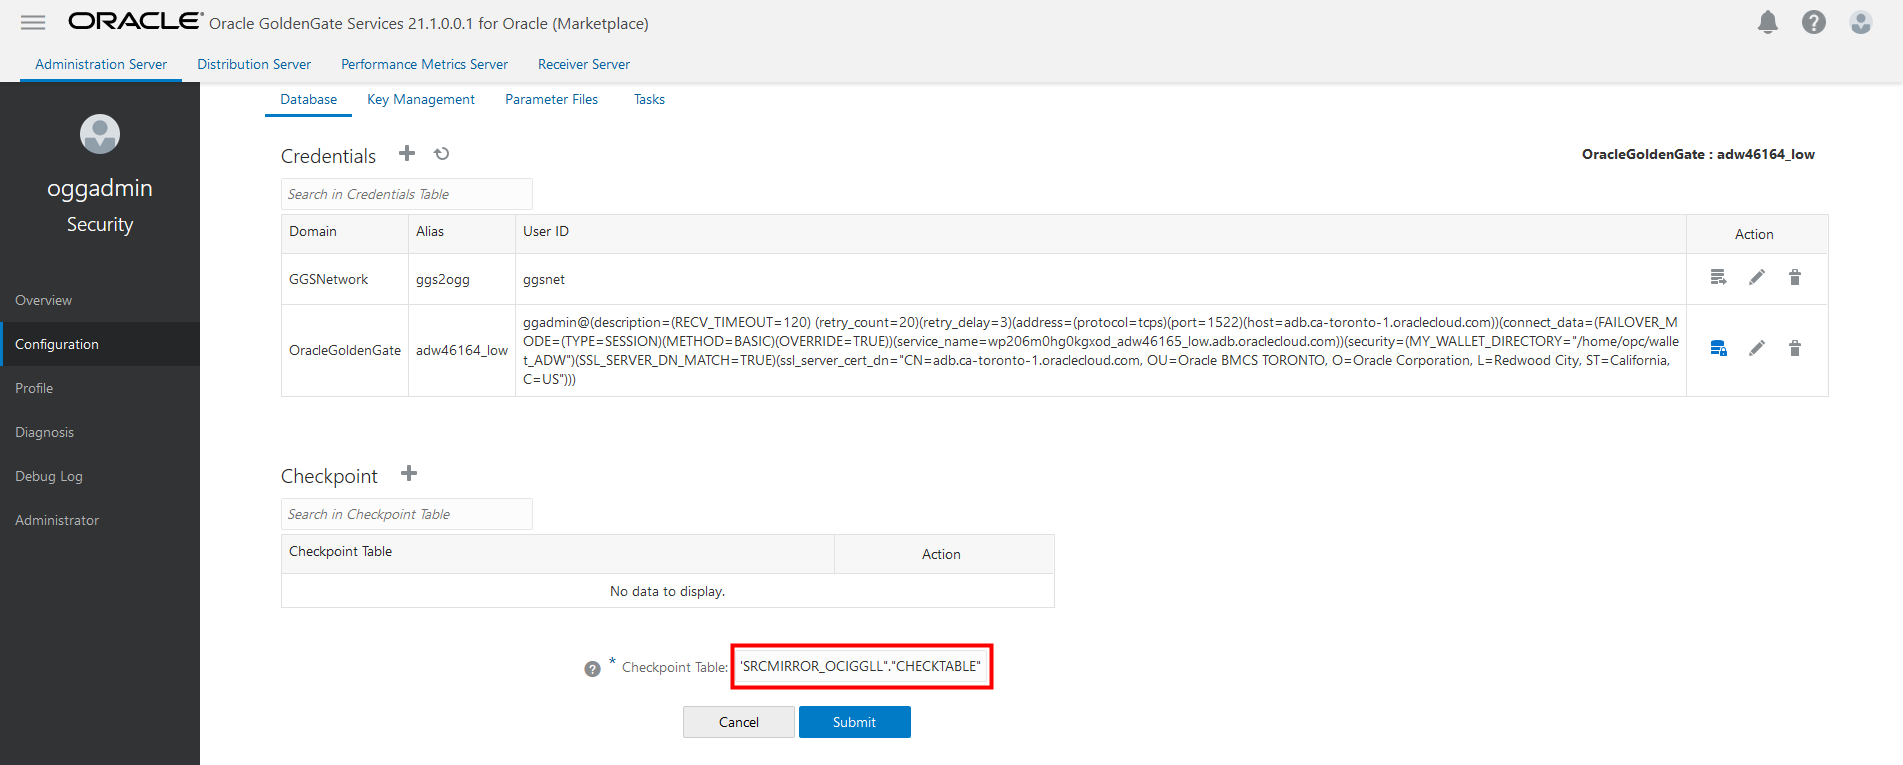 ORACLE Oracle GoldenGate Services 21.1.0.0.1 for Oracle (Marketplace)
Administration Server Distribution Server Performance Metrics Server Receiver Server
oggadmin
Security
Overview
Configuration
Profile
Diagnosis
Debug Log
Administrator
Database Key Management Parameter Files Tasks
Credentials
OracleGoldenGate : adw46164_low
Search in Credentials Table
Domain Alias User ID Action
GGSNetwork ggs2ogg ggsnet
OracleGoldenGate adw46164_low
ggadmin@(description=(RECV_TIMEOUT=120) (retry_count=20)(retry_delay=3)(address=(protocol=tcps)(port=1522)(host=adb.ca-toronto-1.oraclecloud.com))(connect_data=(FAILOVER_M
ODE=(TYPE=SESSION)(METHOD=BASIC)(OVERRIDE=TRUE))(service_name=wp206m0hg0kgxod_adw46165_low.adb.oraclecloud.com))(security=(MY_WALLET_DIRECTORY="/home/opc/walle
t_ADW")(SSL_SERVER_DN_MATCH=TRUE)(ssl_server_cert_dn="CN=adb.ca-toronto-1.oraclecloud.com, OU=Oracle BMCS TORONTO, O=Oracle Corporation, L=Redwood City, ST=California,
C=US")))
Checkpoint
Search in Checkpoint Table
Checkpoint Table Action
No data to display.
* Checkpoint Table: 'SRCMIRROR_OCIGGLL"."CHECKTABLE"
Cancel Submit